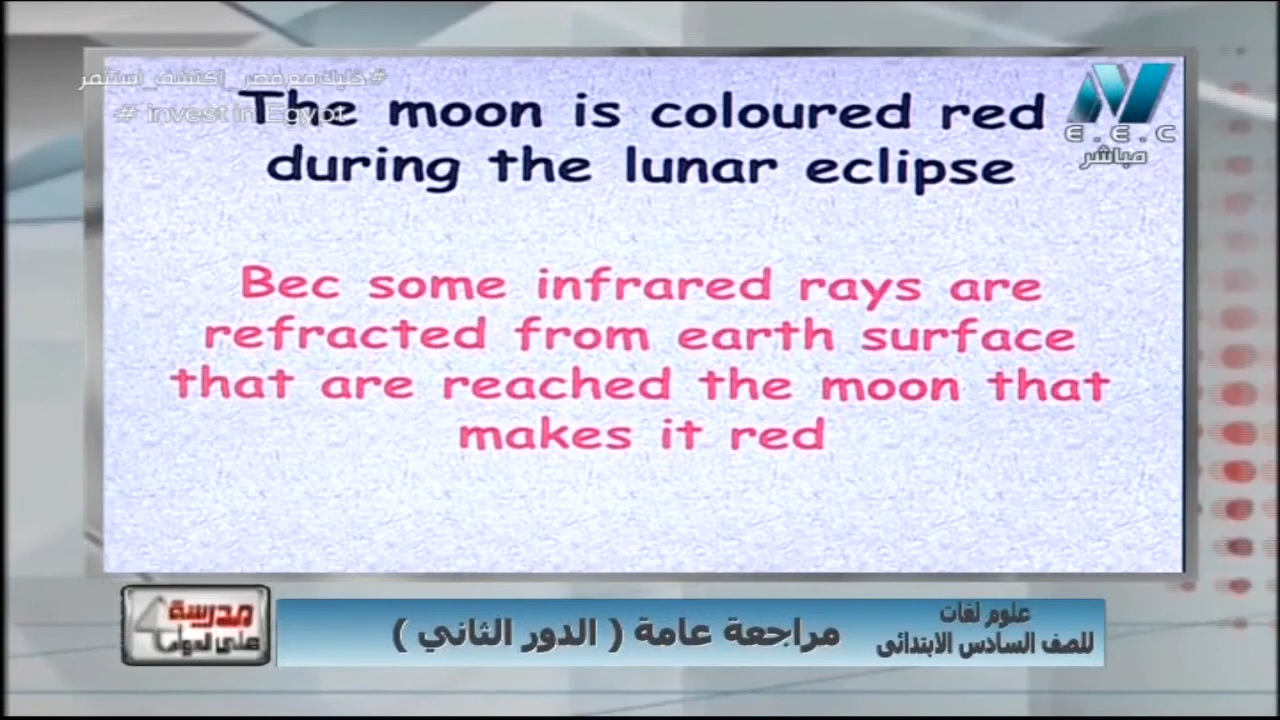 #خليك_مع_مصر_إكتشف_إستثمر
# invest in Egypt
The moon is coloured red
during the lunar eclipse
E.E.C
مباشر
Bec some infrared rays are
refracted from earth surface
that are reached the moon that
makes it red
علوم لغات
للصف السادس الابتدائى
مراجعة عامة ( الدور الثاني )
مدرسة
على الهواء